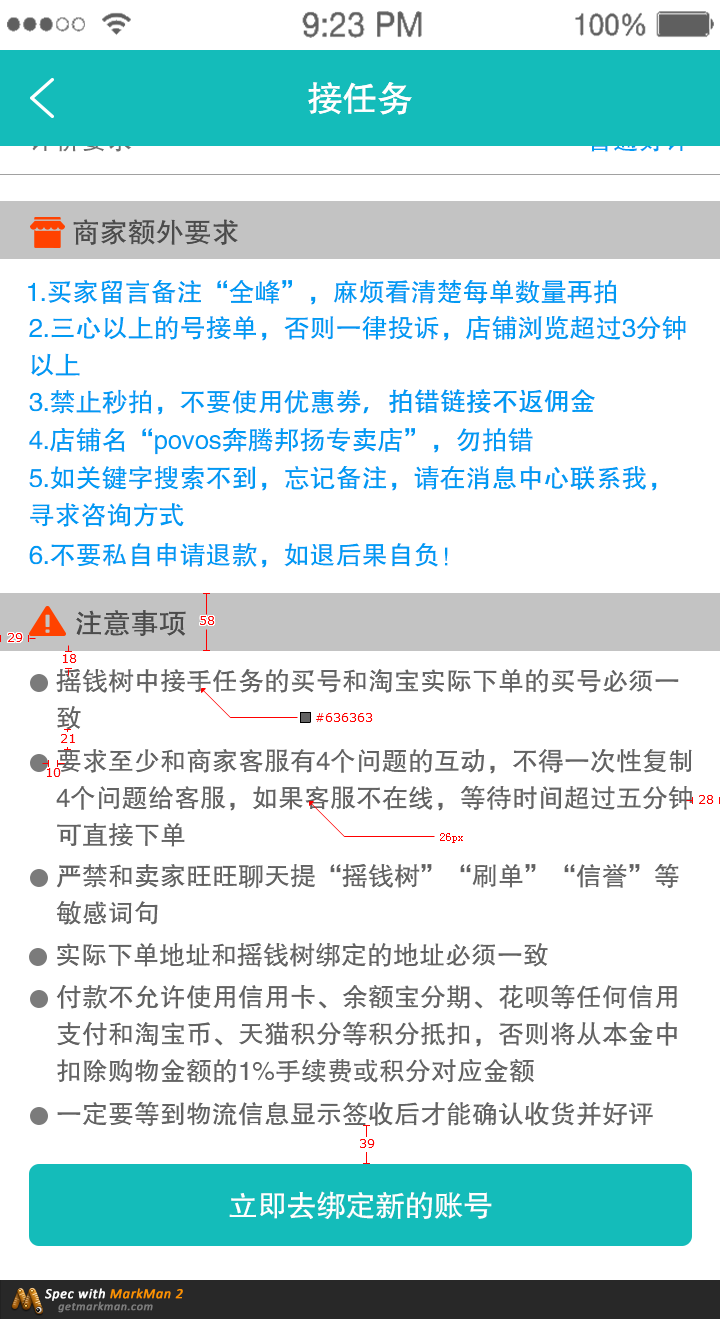 9:23 PM 100%
接任务
评价要求 普通好评
商家额外要求
1.买家留言备注“全峰”，麻烦看清楚每单数量再拍
2.三心以上的号接单，否则一律投诉，店铺浏览超过3分钟
以上
3.禁止秒拍，不要使用优惠券，拍错链接不返佣金
4.店铺名“povos奔腾邦扬专卖店”，勿拍错
5.如关键字搜索不到，忘记备注，请在消息中心联系我，
寻求咨询方式
6.不要私自申请退款，如退后果自负！
注意事项
58
29
18
摇钱树中接手任务的买号和淘宝实际下单的买号必须一
致
#636363
21
要求至少和商家客服有4个问题的互动，不得一次性复制
10
4个问题给客服，如果客服不在线，等待时间超过五分钟
28
可直接下单
26px
严禁和卖家旺旺聊天提“摇钱树”“刷单”“信誉”等
敏感词句
实际下单地址和摇钱树绑定的地址必须一致
付款不允许使用信用卡、余额宝分期、花呗等任何信用
支付和淘宝币、天猫积分等积分抵扣，否则将从本金中
扣除购物金额的1%手续费或积分对应金额
一定要等到物流信息显示签收后才能确认收货并好评
39
立即去绑定新的账号
Spec with MarkMan 2
getmarkman.com